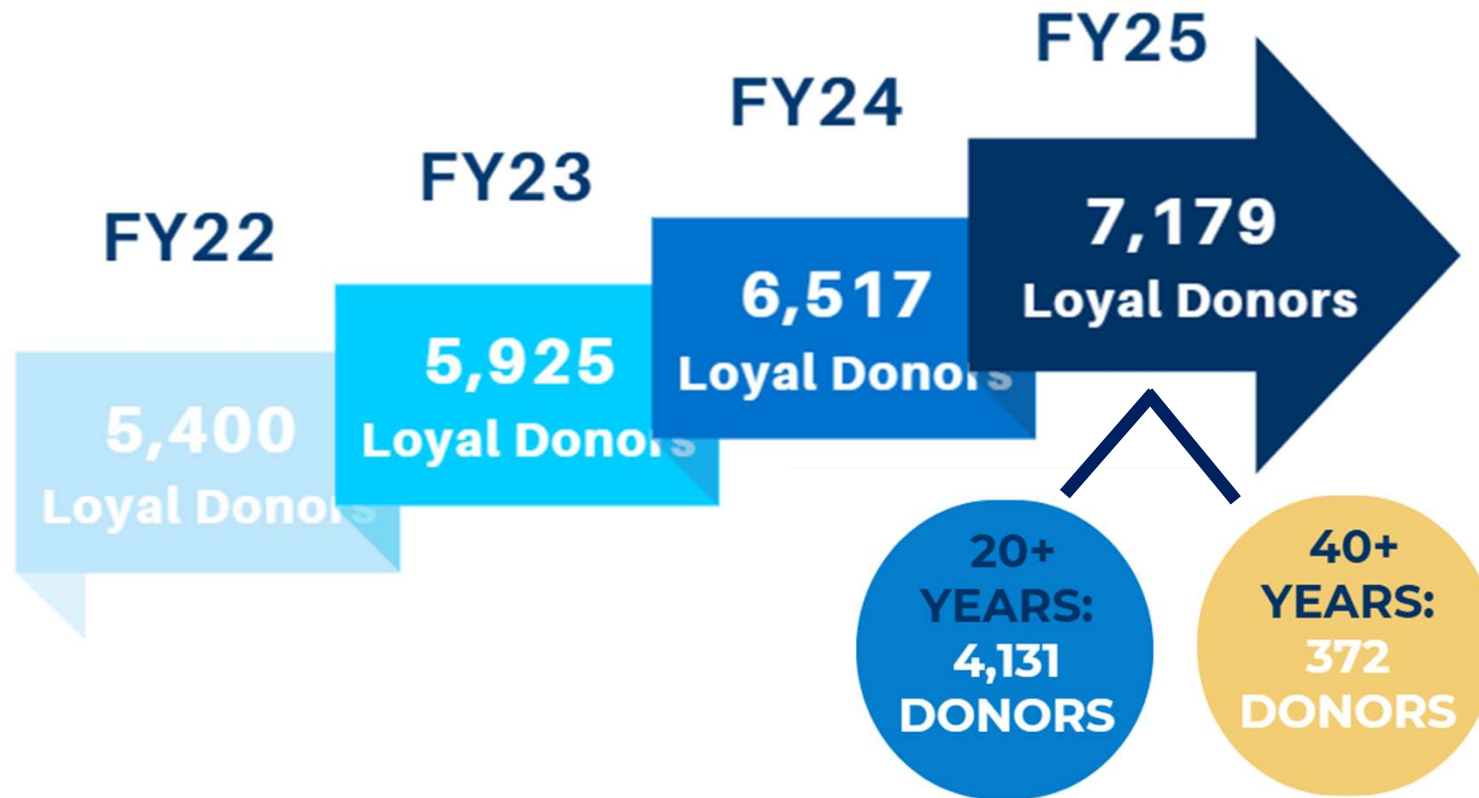 FY22
5,400
Loyal Donors
FY23
5,925
Loyal Donors
FY24
6,517
Loyal Donors
FY25
7,179
Loyal Donors
20+
YEARS:
4,131
DONORS
40+
YEARS:
372
DONORS